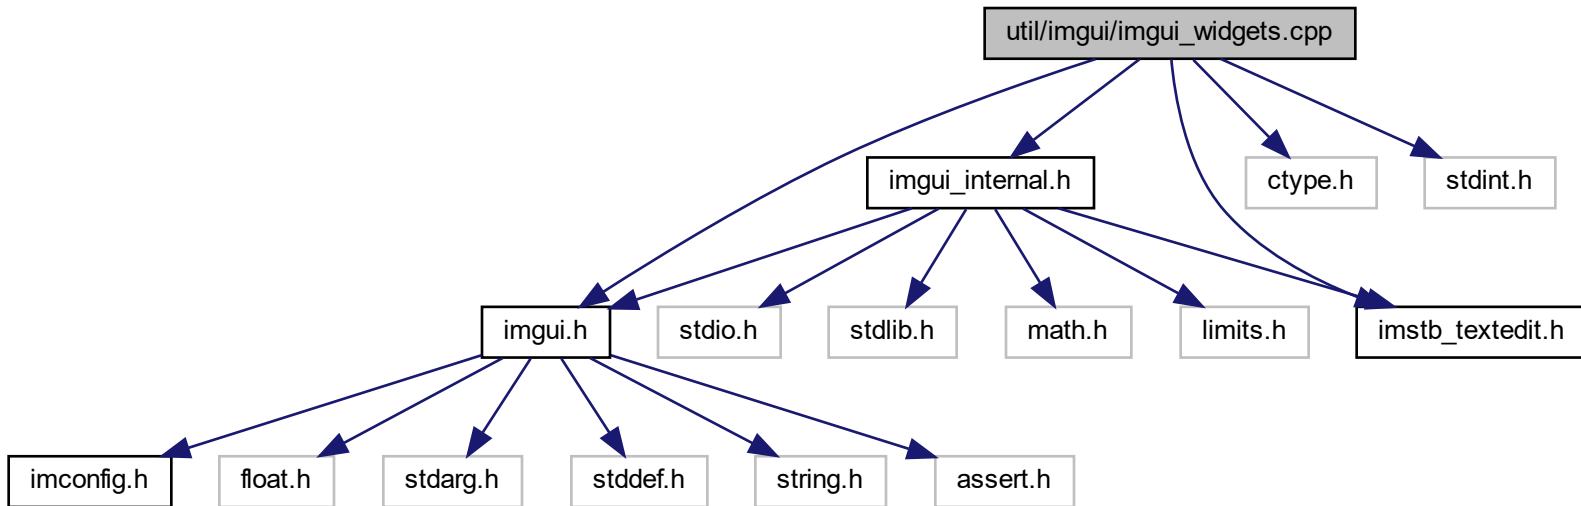 util/imgui/imgui_widgets.cpp
imgui_internal.h
ctype.h
stdint.h
imgui.h
stdio.h
stdlib.h
math.h
limits.h
imstb_textedit.h
imconfig.h
float.h
stdarg.h
stddef.h
string.h
assert.h